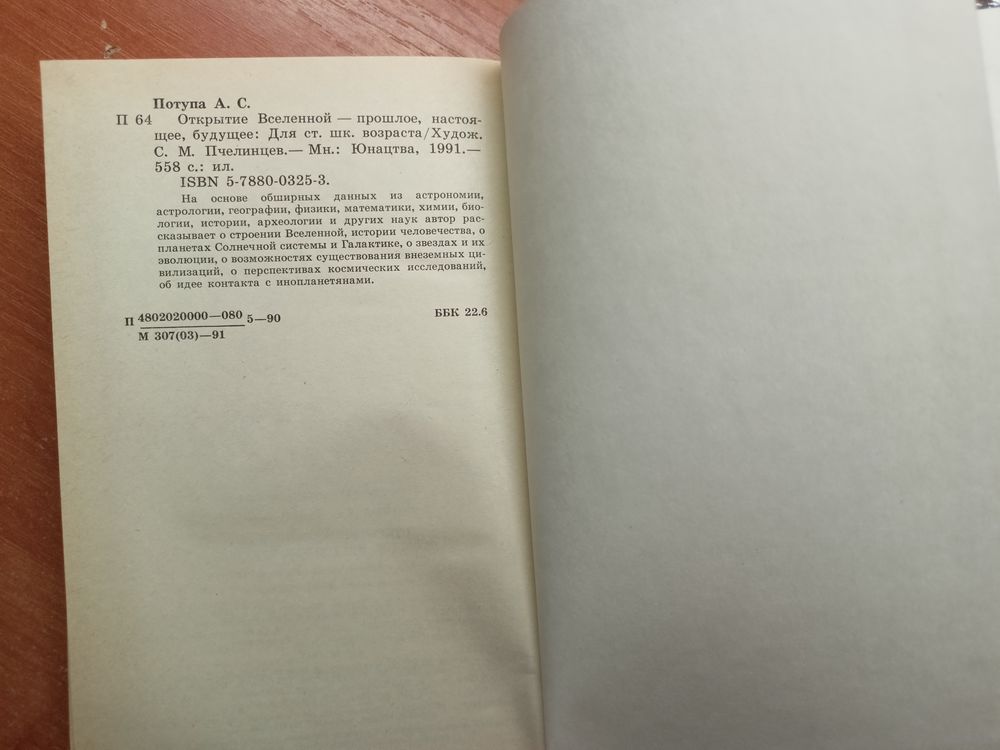 Потупа А. С.
П 64 Открытие Вселенной — прошлое, настоя-
щее, будущее: Для ст. шк. возраста/Худож.
С. М. Пчелинцев.— Мн.: Юнацтва, 1991.—
558 с.: ил.
ISBN 5-7880-0325-3.
На основе обширных данных из астрономии,
астрологии, географии, физики, математики, химии, био-
логии, истории, археологии и других наук автор рас-
сказывает о строении Вселенной, истории человечества, о
планетах Солнечной системы и Галактике, о звездах и их
эволюции, о возможностях существования внеземных ци-
вилизаций, о перспективах космических исследований,
об идее контакта с инопланетянами.
П 4802020000—080 5—90
М 307(03)—91
ББК 22.6